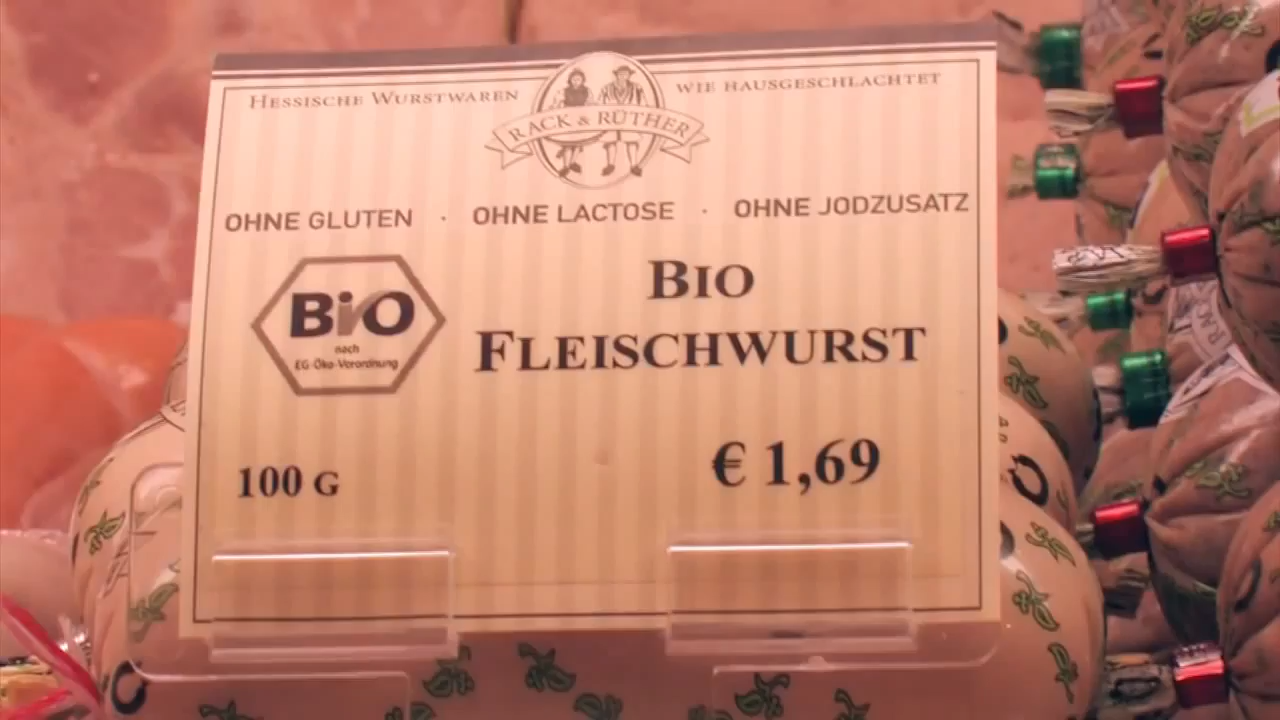 HESSISCHE WURSTWAREN
RACK & RÜTHER
WIE HAUSGESCHLACHTET
OHNE GLUTEN · OHNE LACTOSE · OHNE JODZUSATZ
BiO
nach
EG-Öko-Verordnung
BIO
FLEISCHWURST
100 G
€ 1,69